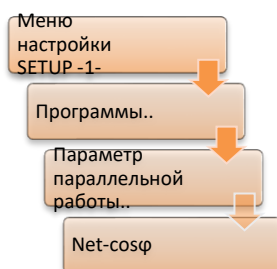 Меню
настройки
SETUP -1-
Программы..
Параметр
параллельной
работы..
Net-cosφ